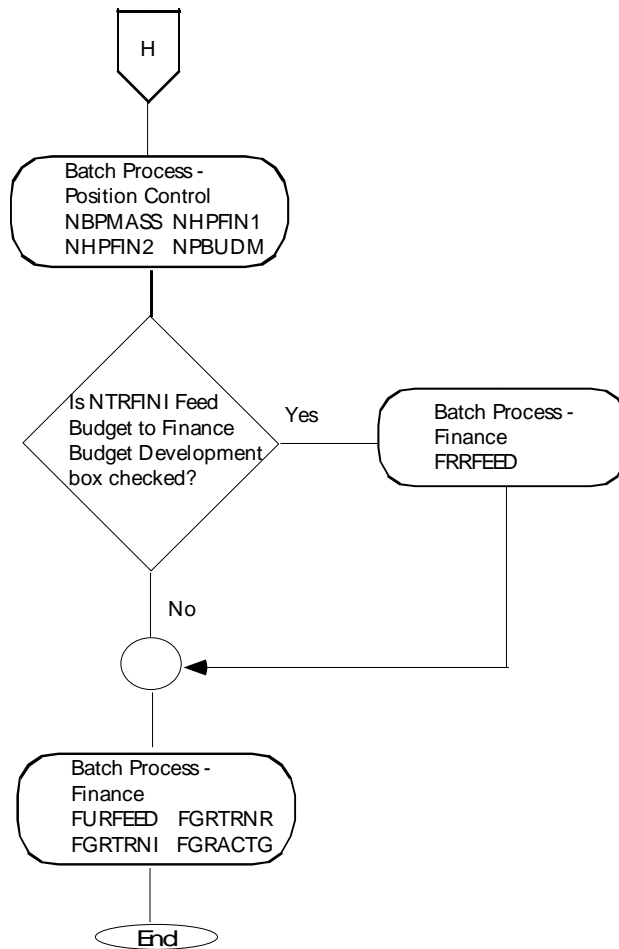 H
Batch Process -
Position Control
NBPMASS NHPFIN1
NHPFIN2 NPBUDM
Is NTRFINI Feed
Budget to Finance
Budget Development
box checked?
Yes
Batch Process -
Finance
FRRFEED
No
Batch Process -
Finance
FURFEED FGRTRNR
FGRTRNI FGRACTG
End